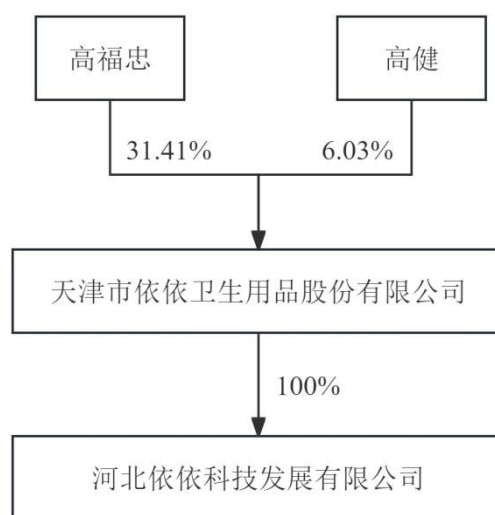 高福忠
高健
31.41%
6.03%
天津市依依卫生用品股份有限公司
100%
河北依依科技发展有限公司